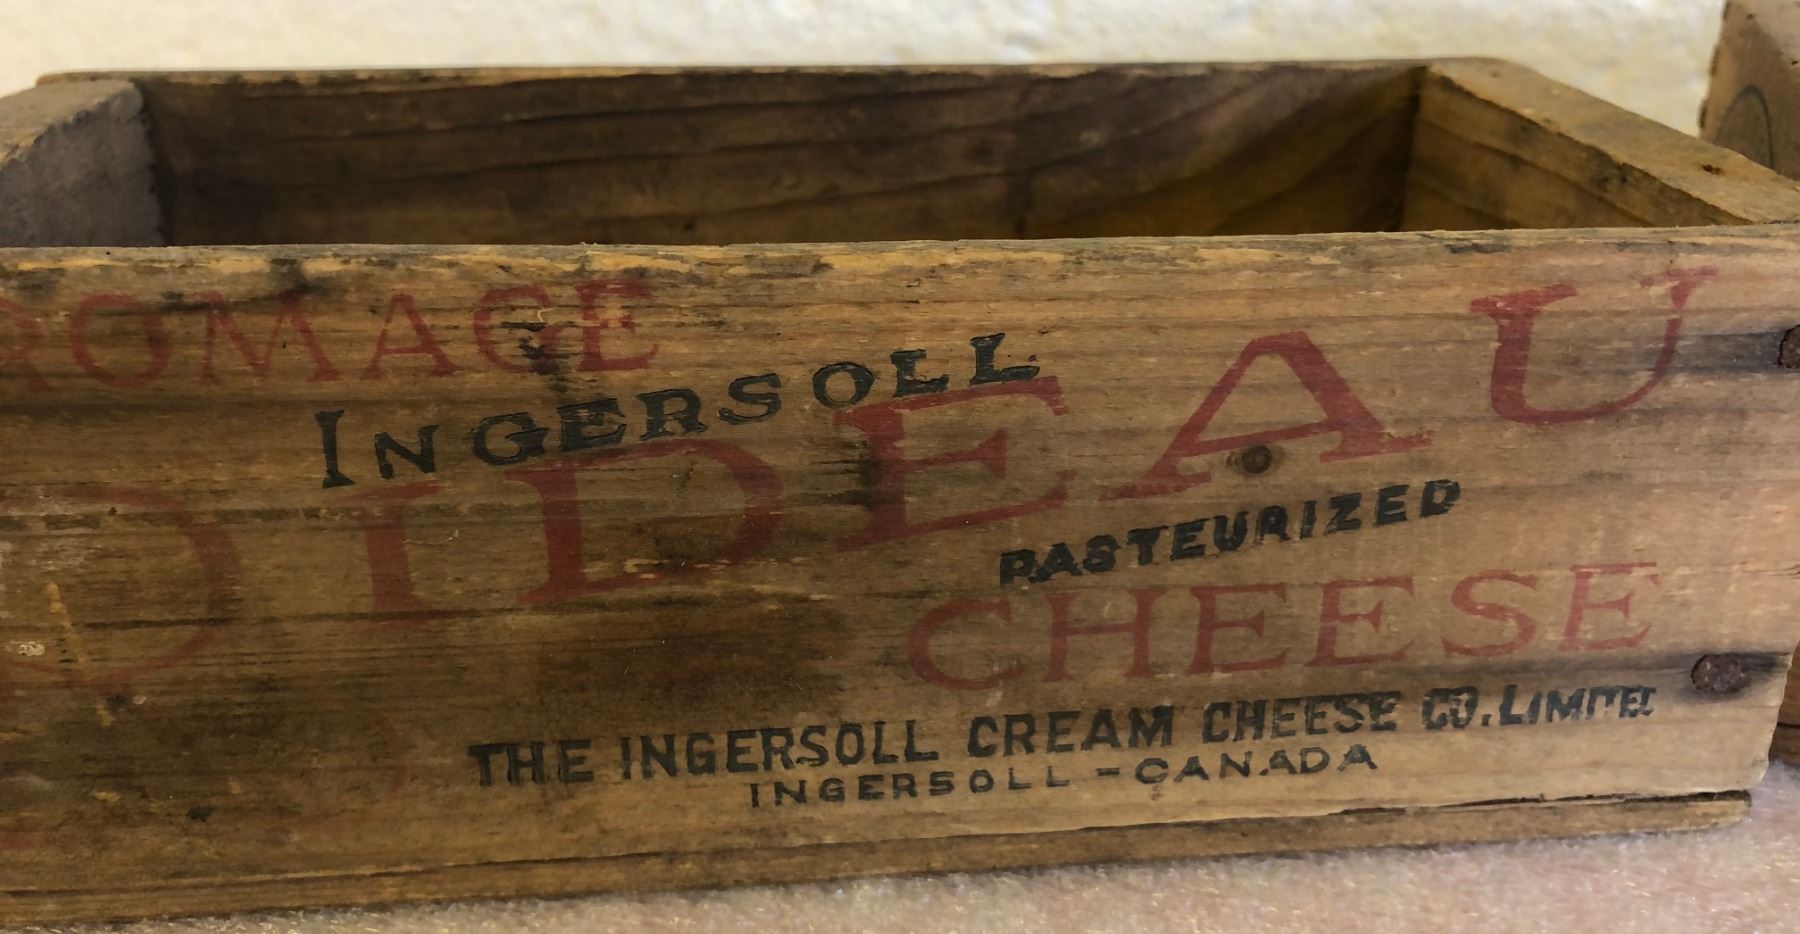 ROMAGE
INGERSOLL
IDEAU
PASTEURIZED
CHEESE
THE INGERSOLL CREAM CHEESE CO. LIMITED
INGERSOLL - CANADA